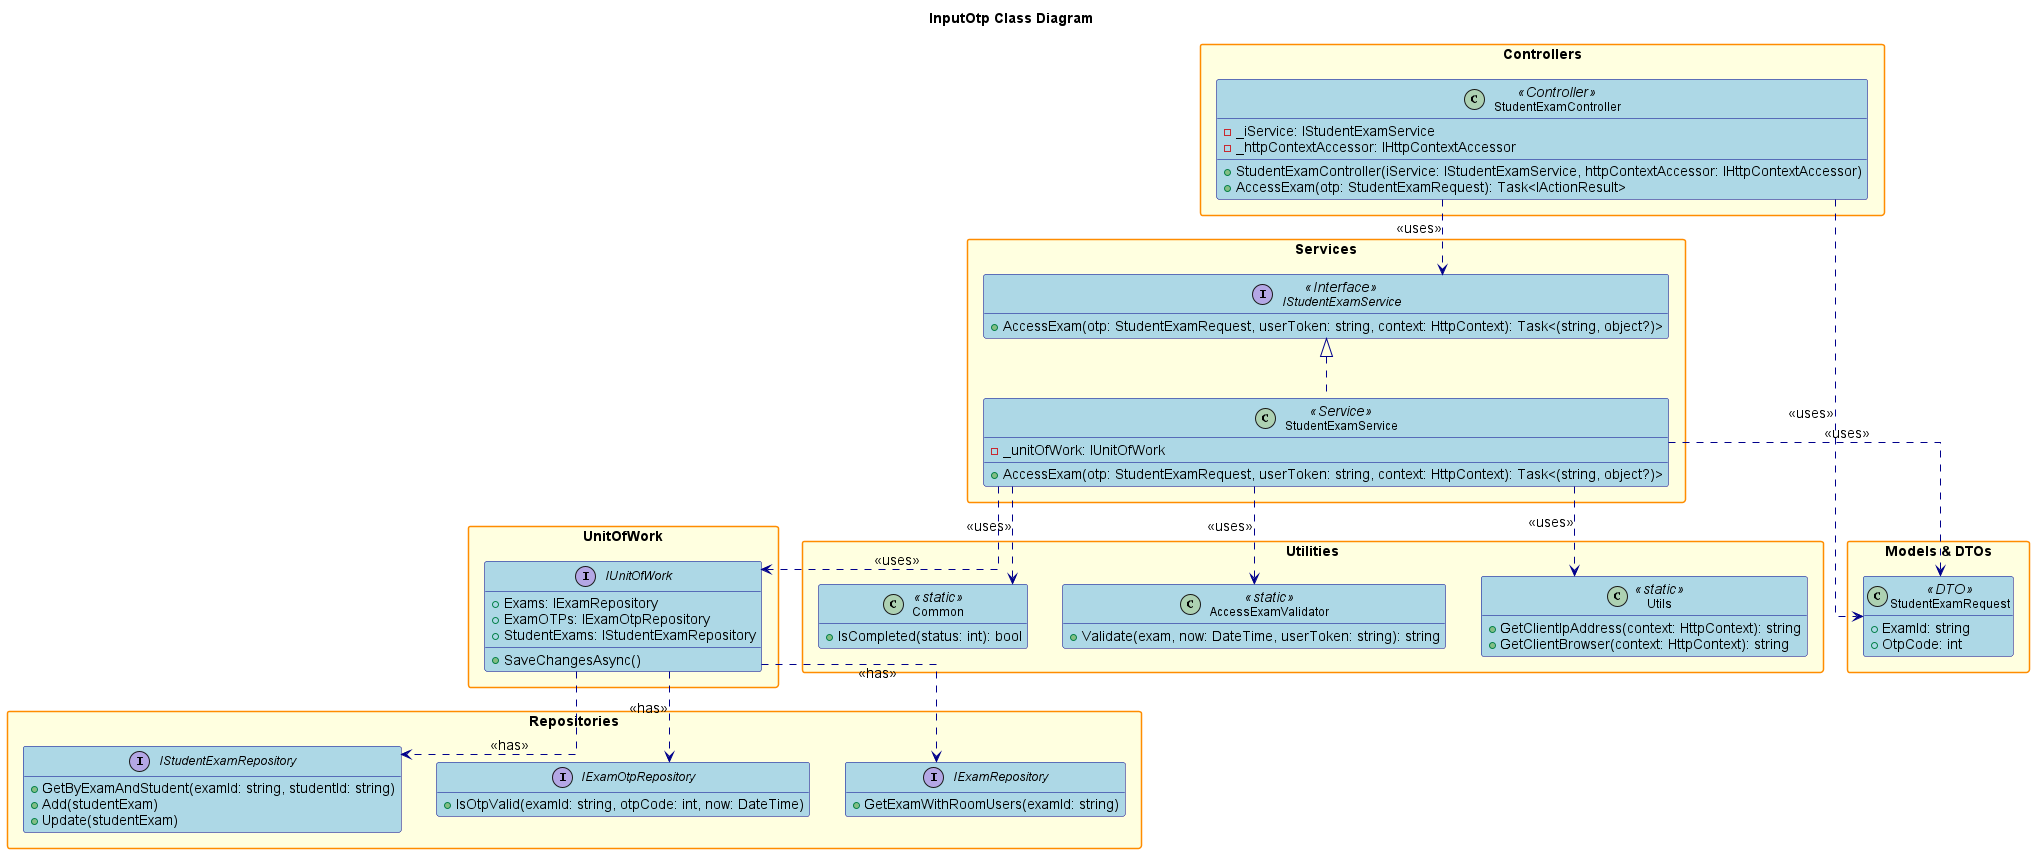 InputOtp Class Diagram
Controllers
C
«Controller»
StudentExamController
_iService: IStudentExamService
_httpContextAccessor: IHttpContextAccessor
StudentExamController(iService: IStudentExamService, httpContextAccessor: IHttpContextAccessor)
AccessExam(otp: StudentExamRequest): Task<IActionResult>
«uses»
Services
I
«Interface»
IStudentExamService
AccessExam(otp: StudentExamRequest, userToken: string, context: HttpContext): Task<(string, object?)>
C
«Service»
StudentExamService
_unitOfWork: IUnitOfWork
AccessExam(otp: StudentExamRequest, userToken: string, context: HttpContext): Task<(string, object?)>
«uses»
«uses»
«uses»
«uses»
«uses»
«uses»
UnitOfWork
I
IUnitOfWork
Exams: IExamRepository
ExamOTPs: IExamOtpRepository
StudentExams: IStudentExamRepository
SaveChangesAsync()
Utilities
C
«static»
Common
IsCompleted(status: int): bool
C
«static»
AccessExamValidator
Validate(exam, now: DateTime, userToken: string): string
C
«static»
Utils
GetClientIpAddress(context: HttpContext): string
GetClientBrowser(context: HttpContext): string
Models & DTOs
C
«DTO»
StudentExamRequest
ExamId: string
OtpCode: int
«has»
«has»
«has»
Repositories
I
IStudentExamRepository
GetByExamAndStudent(examId: string, studentId: string)
Add(studentExam)
Update(studentExam)
I
IExamOtpRepository
IsOtpValid(examId: string, otpCode: int, now: DateTime)
I
IExamRepository
GetExamWithRoomUsers(examId: string)